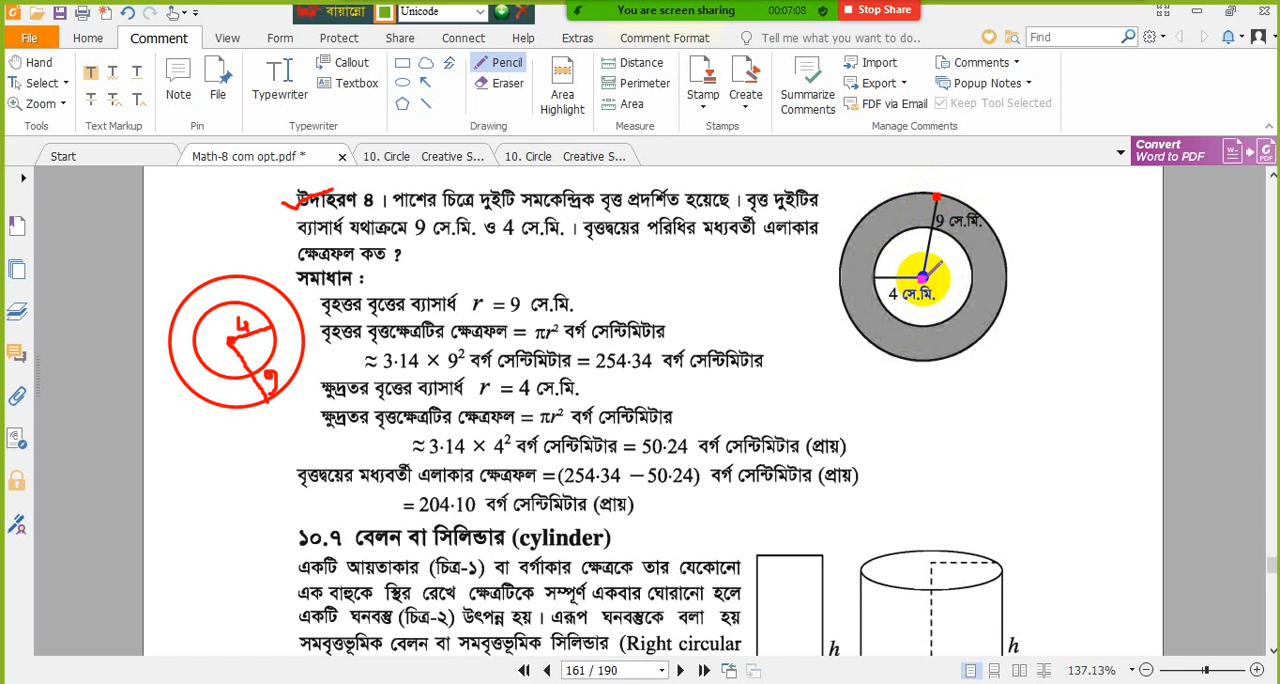 বায়ান্নো
Unicode
You are screen sharing
00:07:08
Stop Share
File
Home
Comment
View
Form
Protect
Share
Connect
Help
Extras
Comment Format
Tell me what you want to do..
Find
Hand
Select
Zoom
Tools
Text Markup
Note
File
Pin
Typewriter
Callout
Textbox
Typewriter
Pencil
Eraser
Area Highlight
Drawing
Distance
Perimeter
Area
Measure
Stamp
Create
Stamps
Summarize Comments
Import
Export
FDF via Email
Comments
Popup Notes
Keep Tool Selected
Manage Comments
Start
Math-8 com opt.pdf *
10. Circle Creative S...
10. Circle Creative S...
Convert Word to PDF
উদাহরণ ৪। পাশের চিত্রে দুইটি সমকেন্দ্রিক বৃত্ত প্রদর্শিত হয়েছে। বৃত্ত দুইটির
ব্যাসার্ধ যথাক্রমে 9 সে.মি. ও 4 সে.মি.। বৃত্তদ্বয়ের পরিধির মধ্যবর্তী এলাকার
ক্ষেত্রফল কত ?
সমাধান :
বৃহত্তর বৃত্তের ব্যাসার্ধ r = 9 সে.মি.
বৃহত্তর বৃত্তক্ষেত্রটির ক্ষেত্রফল = πr² বর্গ সেন্টিমিটার
≈ 3·14 × 9² বর্গ সেন্টিমিটার = 254·34 বর্গ সেন্টিমিটার
ক্ষুদ্রতর বৃত্তের ব্যাসার্ধ r = 4 সে.মি.
ক্ষুদ্রতর বৃত্তক্ষেত্রটির ক্ষেত্রফল = πr² বর্গ সেন্টিমিটার
≈ 3·14 × 4² বর্গ সেন্টিমিটার = 50·24 বর্গ সেন্টিমিটার (প্রায়)
বৃত্তদ্বয়ের মধ্যবর্তী এলাকার ক্ষেত্রফল =(254·34 − 50·24) বর্গ সেন্টিমিটার (প্রায়)
= 204·10 বর্গ সেন্টিমিটার (প্রায়)
9 সে.মি.
4 সে.মি.
4
9
১০.৭ বেলন বা সিলিন্ডার (cylinder)
একটি আয়তাকার (চিত্র-১) বা বর্গাকার ক্ষেত্রকে তার যেকোনো
এক বাহুকে স্থির রেখে ক্ষেত্রটিকে সম্পূর্ণ একবার ঘোরানো হলে
একটি ঘনবস্তু (চিত্র-২) উৎপন্ন হয়। এরূপ ঘনবস্তুকে বলা হয়
সমবৃত্তভূমিক বেলন বা সমবৃত্তভূমিক সিলিন্ডার (Right circular
h
h
161 / 190
137.13%